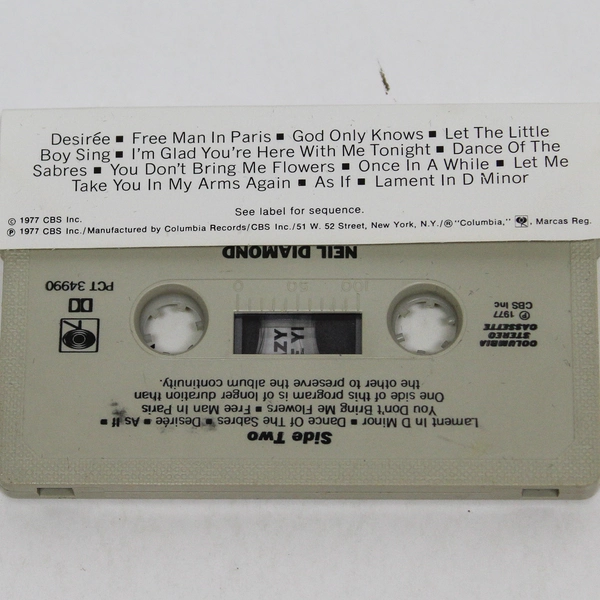 Desirée ▪ Free Man In Paris ▪ God Only Knows ▪ Let The Little
Boy Sing ▪ I'm Glad You're Here With Me Tonight ▪ Dance Of The
Sabres ▪ You Don't Bring Me Flowers ▪ Once In A While ▪ Let Me
Take You In My Arms Again ▪ As If ▪ Lament In D Minor
See label for sequence.
© 1977 CBS Inc.
℗ 1977 CBS Inc./Manufactured by Columbia Records/CBS Inc./51 W. 52 Street, New York, N.Y./® "Columbia," , Marcas Reg.
Side Two
Lament In D Minor ▪ Dance Of The Sabres ▪ Desirée ▪ As If ▪
You Don't Bring Me Flowers ▪ Free Man In Paris
One side of this program is of longer duration than
the other to preserve the album continuity.
COLUMBIA
STEREO
CASSETTE
℗ 1977
CBS Inc
100 50 0
PCT 34990
NEIL DIAMOND